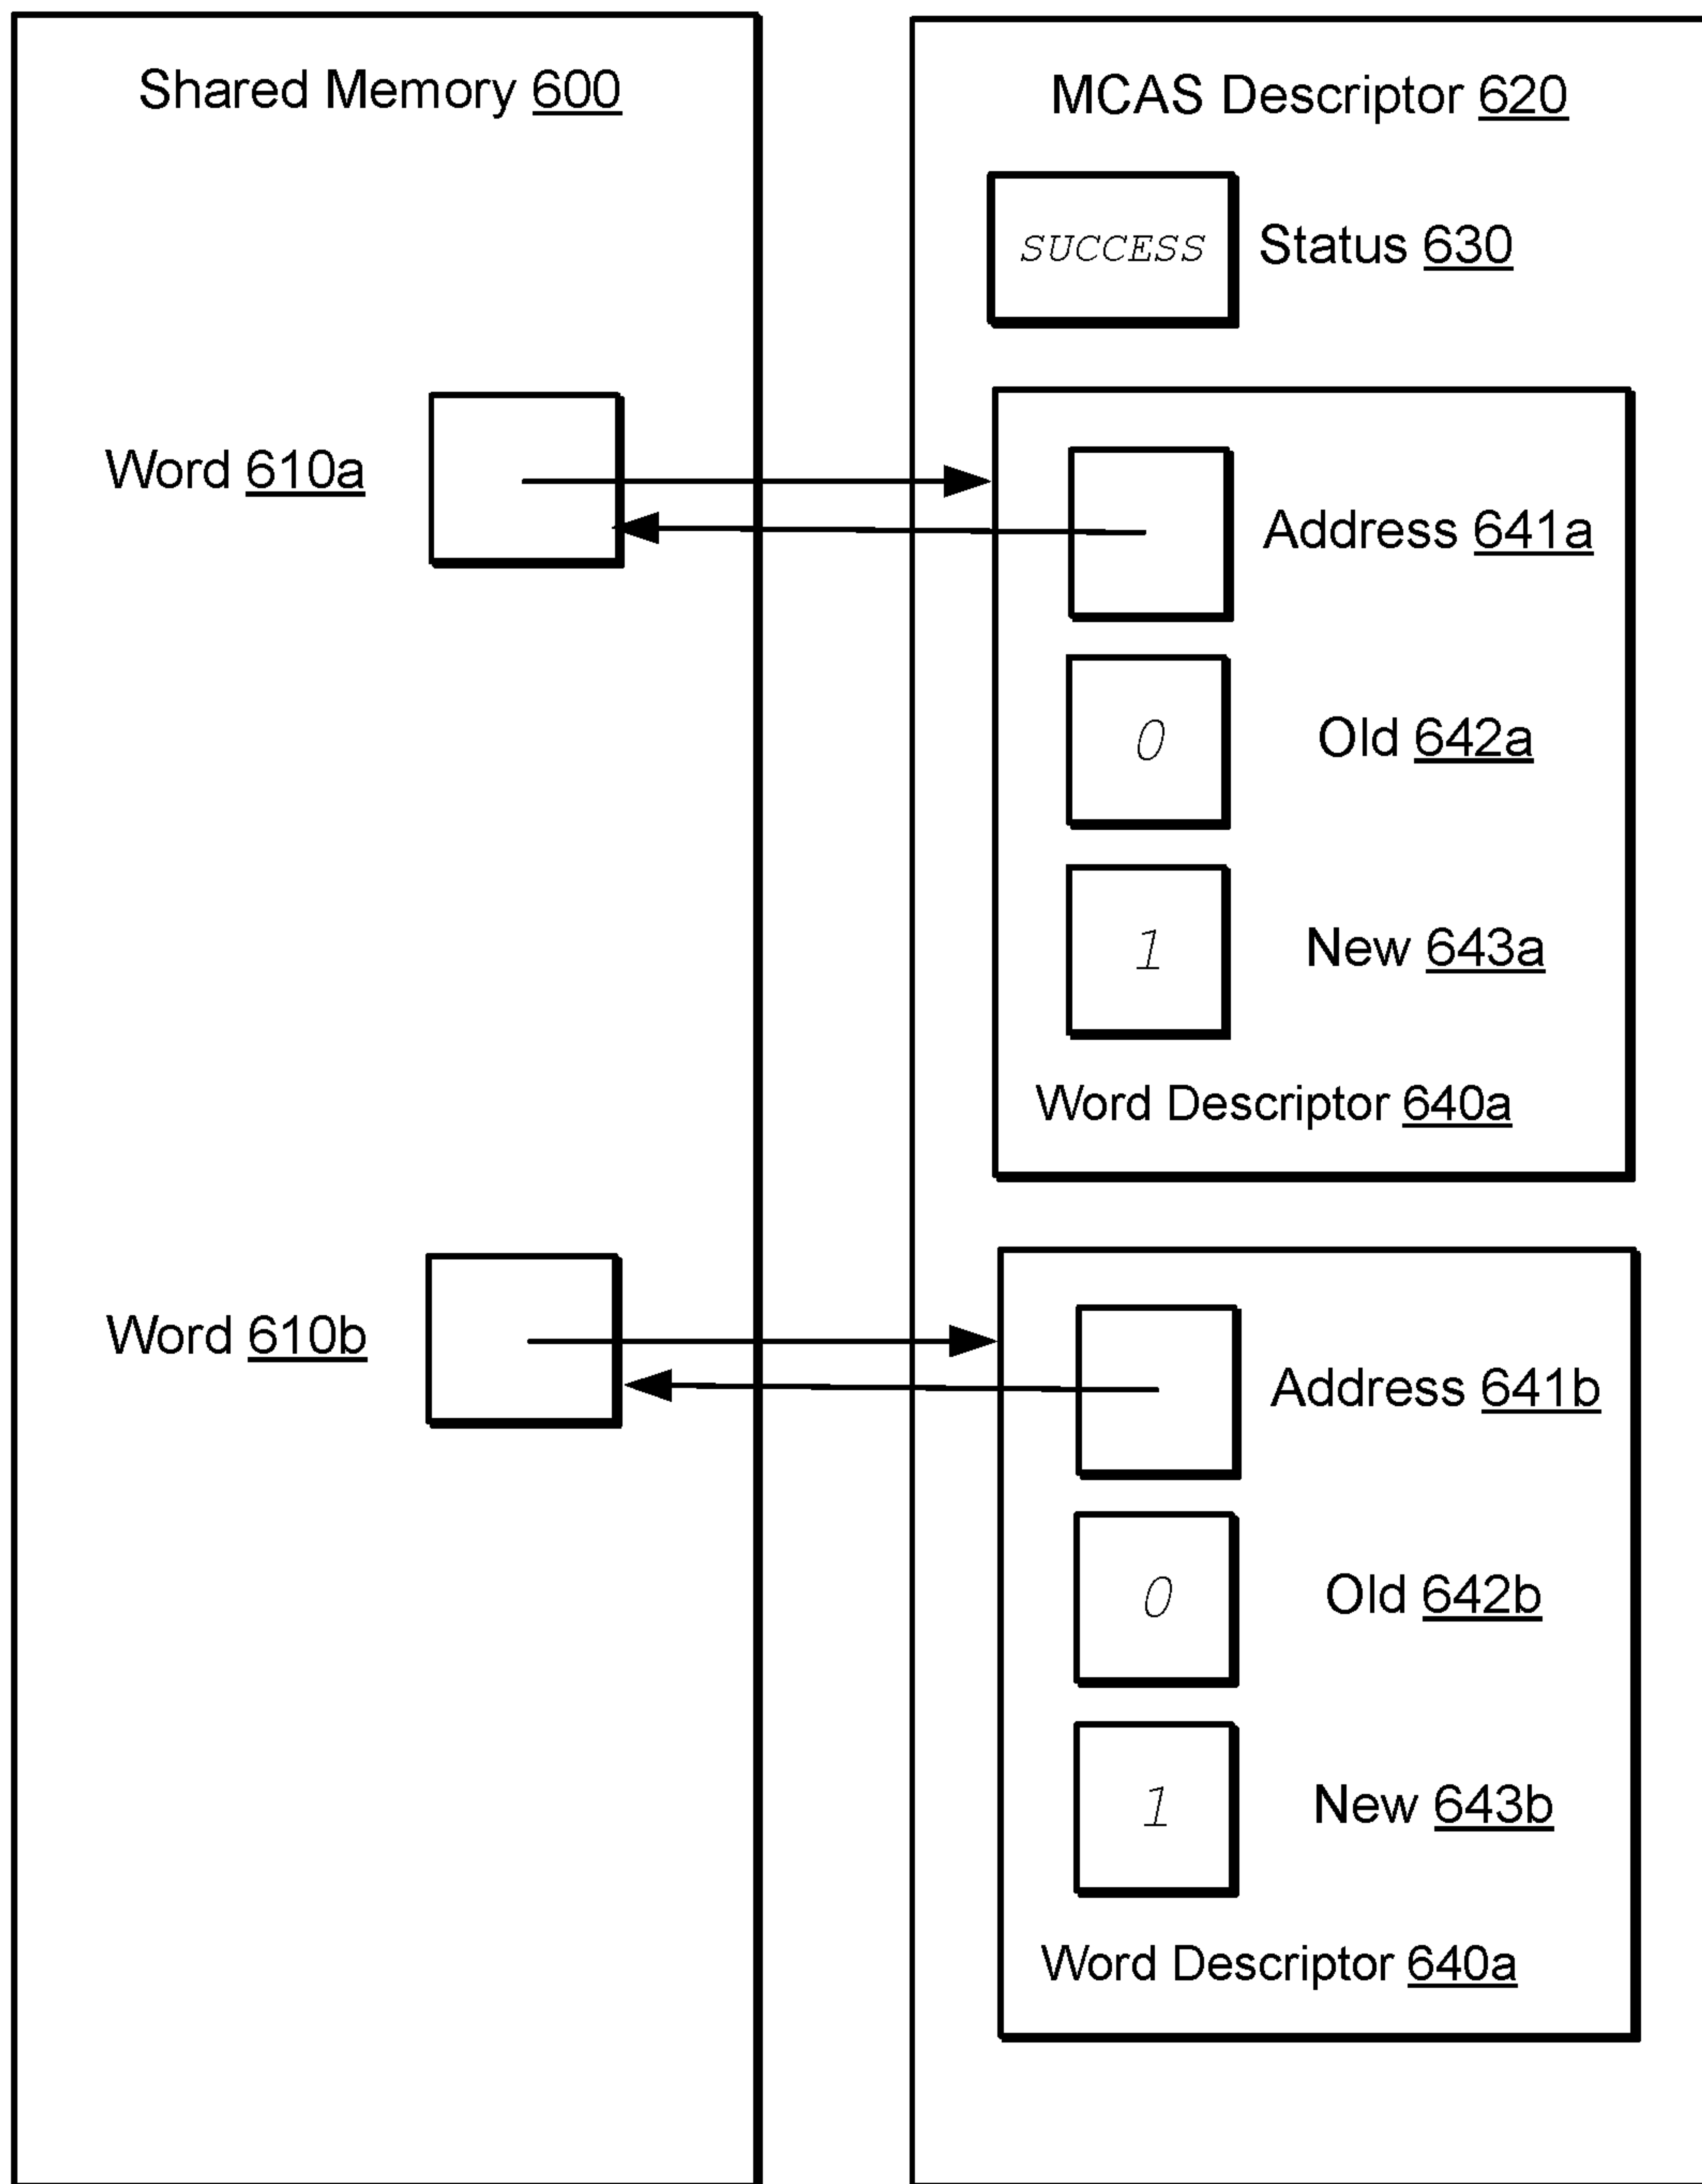 Shared Memory 600
MCAS Descriptor 620
SUCCESS
Status 630
Word 610a
Address 641a
0
Old 642a
1
New 643a
Word Descriptor 640a
Word 610b
Address 641b
0
Old 642b
1
New 643b
Word Descriptor 640a